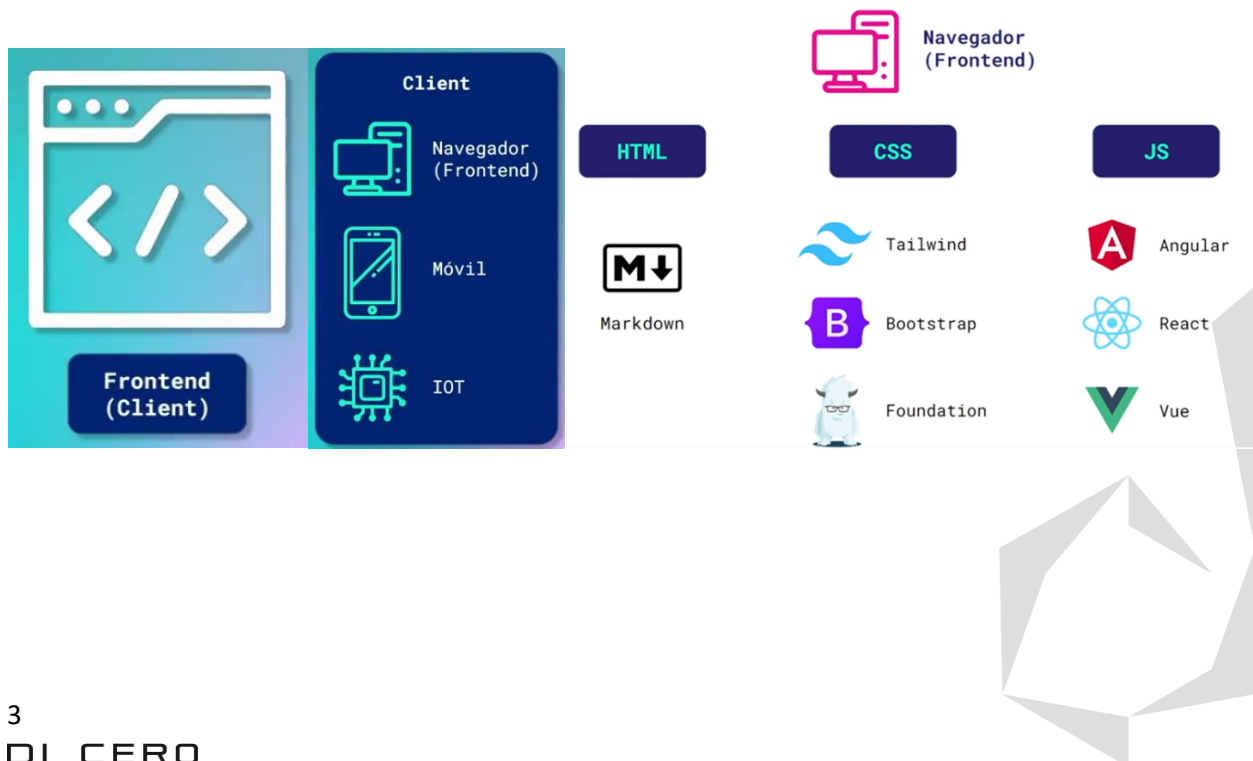 Frontend
(Client)
Client
Navegador
(Frontend)
Móvil
IOT
Navegador
(Frontend)
HTML
CSS
JS
M
Markdown
Tailwind
B
Bootstrap
Foundation
A
Angular
React
Vue
3
DI CERO